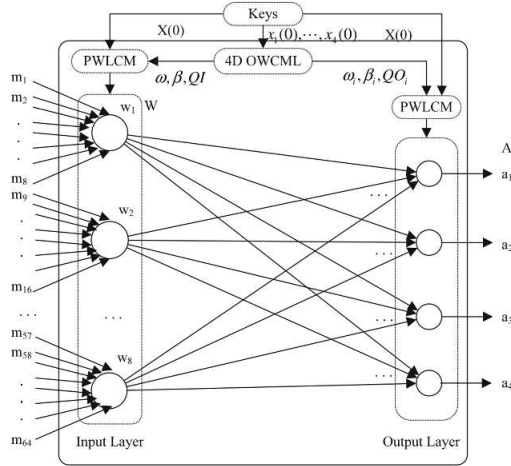 Keys
X(0)
x₁(0),⋯,x₄(0)
X(0)
PWLCM
4D OWCML
ω,β,QI
ωᵢ,βᵢ,QOᵢ
PWLCM
m₁
m₂
.
.
.
m₈
w₁
W
m₉
.
.
.
m₁₆
w₂
...
...
m₅₇
m₅₈
.
.
.
m₆₄
w₈
...
...
...
...
A
a₁
a₂
a₃
a₄
Input Layer
Output Layer